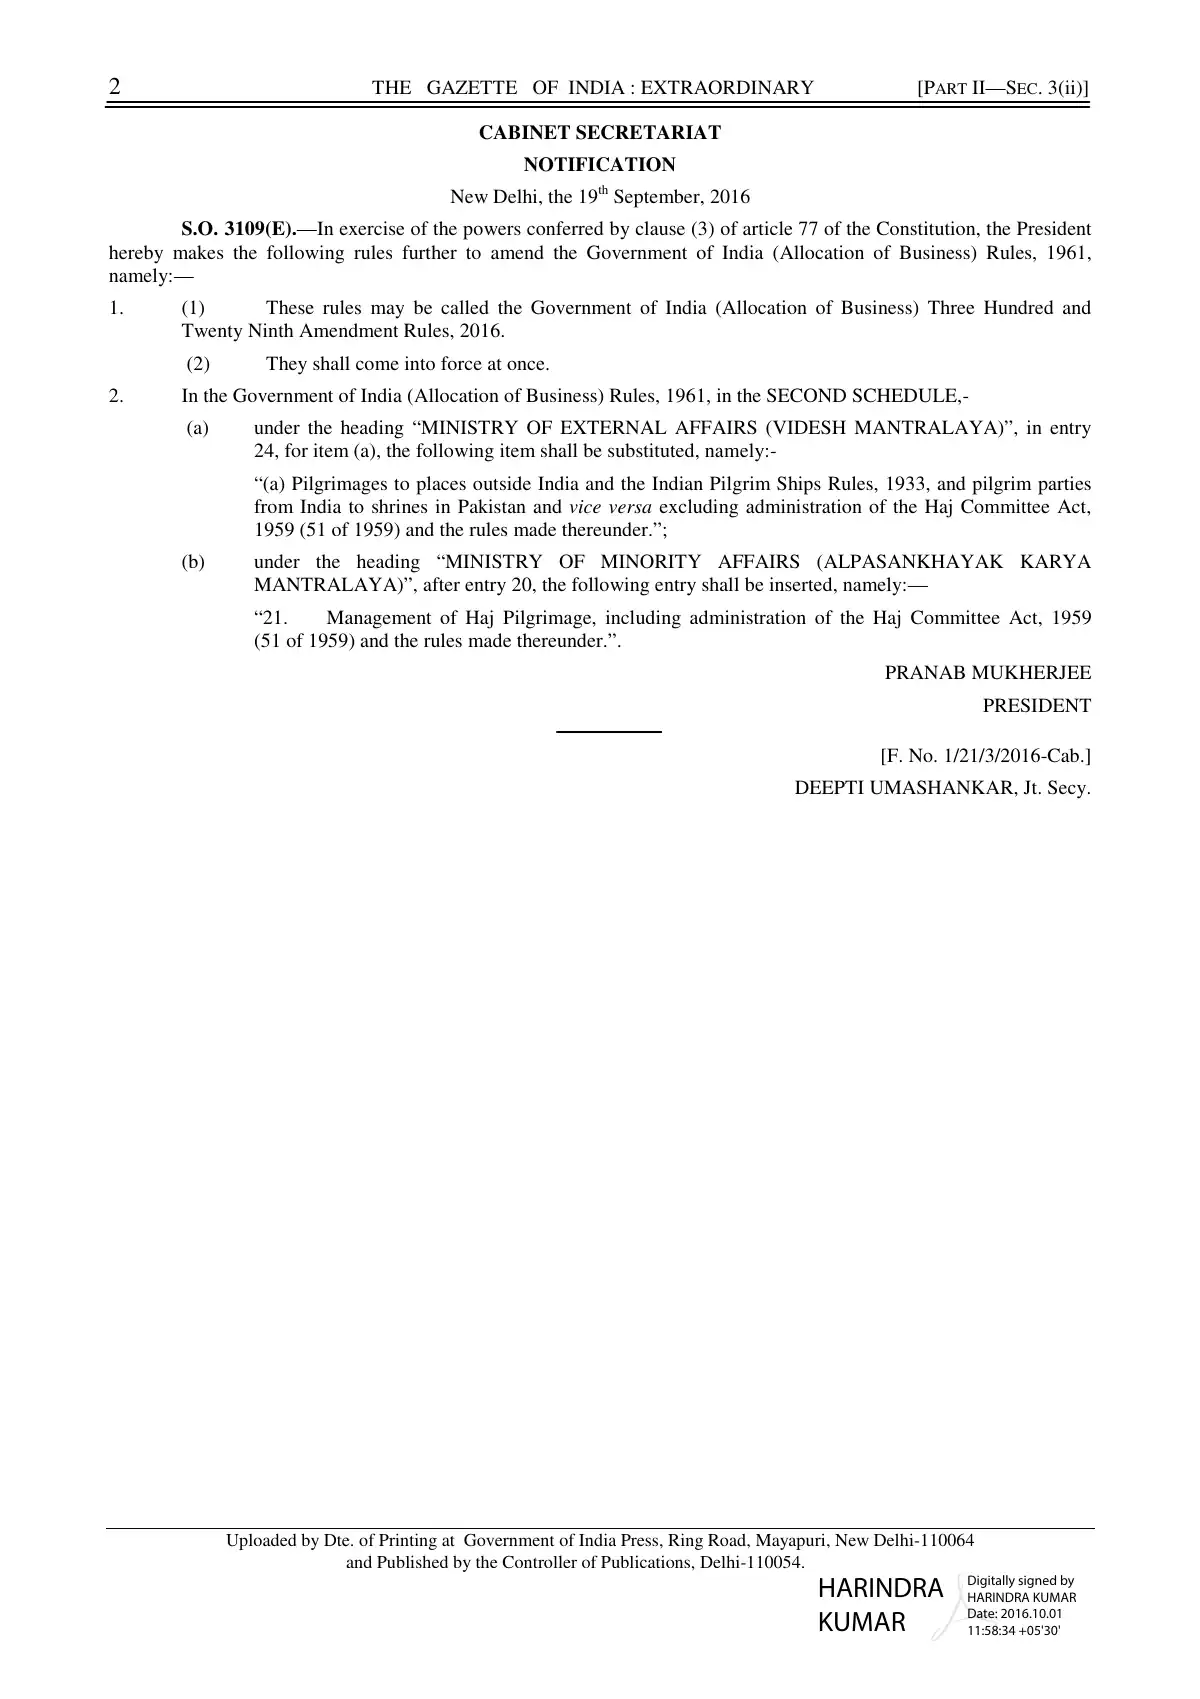 2 THE GAZETTE OF INDIA : EXTRAORDINARY [PART II—SEC. 3(ii)]
CABINET SECRETARIAT
NOTIFICATION
New Delhi, the 19th September, 2016
S.O. 3109(E).—In exercise of the powers conferred by clause (3) of article 77 of the Constitution, the President
hereby makes the following rules further to amend the Government of India (Allocation of Business) Rules, 1961,
namely:—
1. (1) These rules may be called the Government of India (Allocation of Business) Three Hundred and
Twenty Ninth Amendment Rules, 2016.
(2) They shall come into force at once.
2. In the Government of India (Allocation of Business) Rules, 1961, in the SECOND SCHEDULE,-
(a) under the heading “MINISTRY OF EXTERNAL AFFAIRS (VIDESH MANTRALAYA)”, in entry
24, for item (a), the following item shall be substituted, namely:-
“(a) Pilgrimages to places outside India and the Indian Pilgrim Ships Rules, 1933, and pilgrim parties
from India to shrines in Pakistan and vice versa excluding administration of the Haj Committee Act,
1959 (51 of 1959) and the rules made thereunder.”;
(b) under the heading “MINISTRY OF MINORITY AFFAIRS (ALPASANKHAYAK KARYA
MANTRALAYA)”, after entry 20, the following entry shall be inserted, namely:—
“21. Management of Haj Pilgrimage, including administration of the Haj Committee Act, 1959
(51 of 1959) and the rules made thereunder.”.
PRANAB MUKHERJEE
PRESIDENT
[F. No. 1/21/3/2016-Cab.]
DEEPTI UMASHANKAR, Jt. Secy.
Uploaded by Dte. of Printing at Government of India Press, Ring Road, Mayapuri, New Delhi-110064
and Published by the Controller of Publications, Delhi-110054.
HARINDRA
KUMAR
Digitally signed by
HARINDRA KUMAR
Date: 2016.10.01
11:58:34 +05'30'